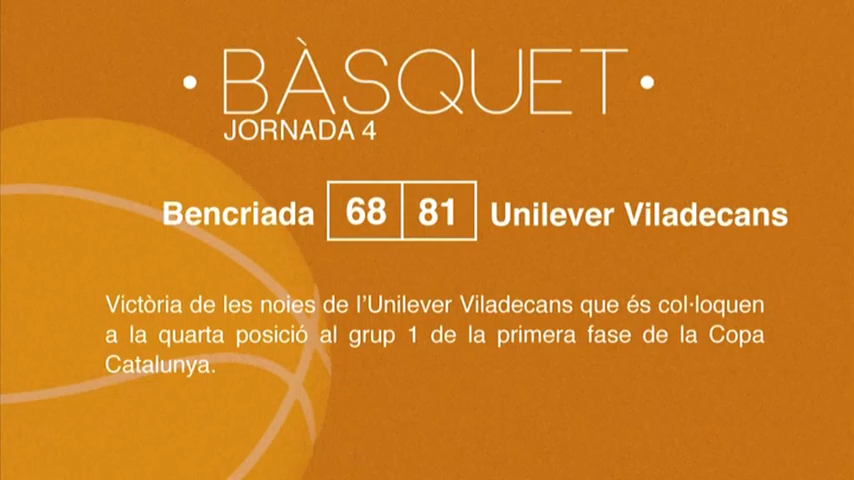 • BÀSQUET •
JORNADA 4
Bencriada 68 81 Unilever Viladecans
Victòria de les noies de l'Unilever Viladecans que és col·loquen
a la quarta posició al grup 1 de la primera fase de la Copa
Catalunya.